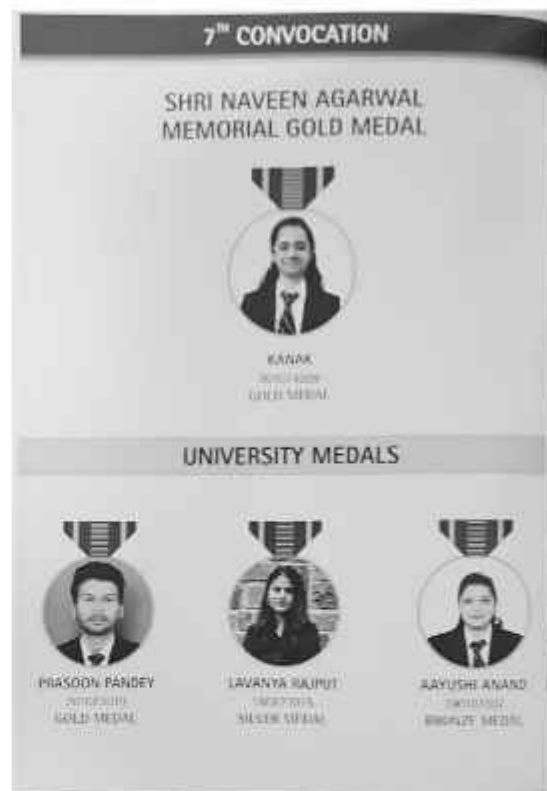 7TH CONVOCATION
SHRI NAVEEN AGARWAL
MEMORIAL GOLD MEDAL
KANAK
GOLD MEDAL
UNIVERSITY MEDALS
PRASOON PANDEY
GOLD MEDAL
LAVANYA RAJPUT
SILVER MEDAL
AAYUSHI ANAND
BRONZE MEDAL